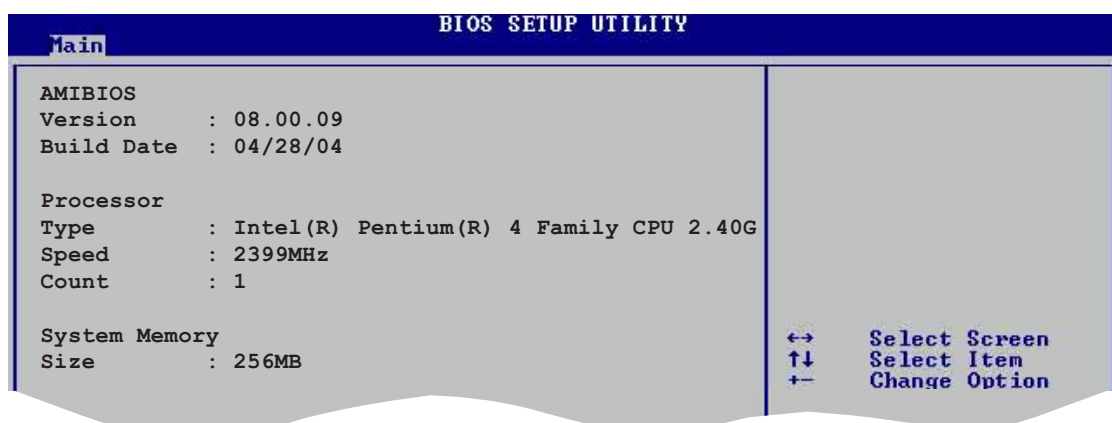 BIOS SETUP UTILITY
Main
AMIBIOS
Version : 08.00.09
Build Date : 04/28/04
Processor
Type : Intel(R) Pentium(R) 4 Family CPU 2.40G
Speed : 2399MHz
Count : 1
System Memory
Size : 256MB
←→ Select Screen
↑↓ Select Item
+- Change Option